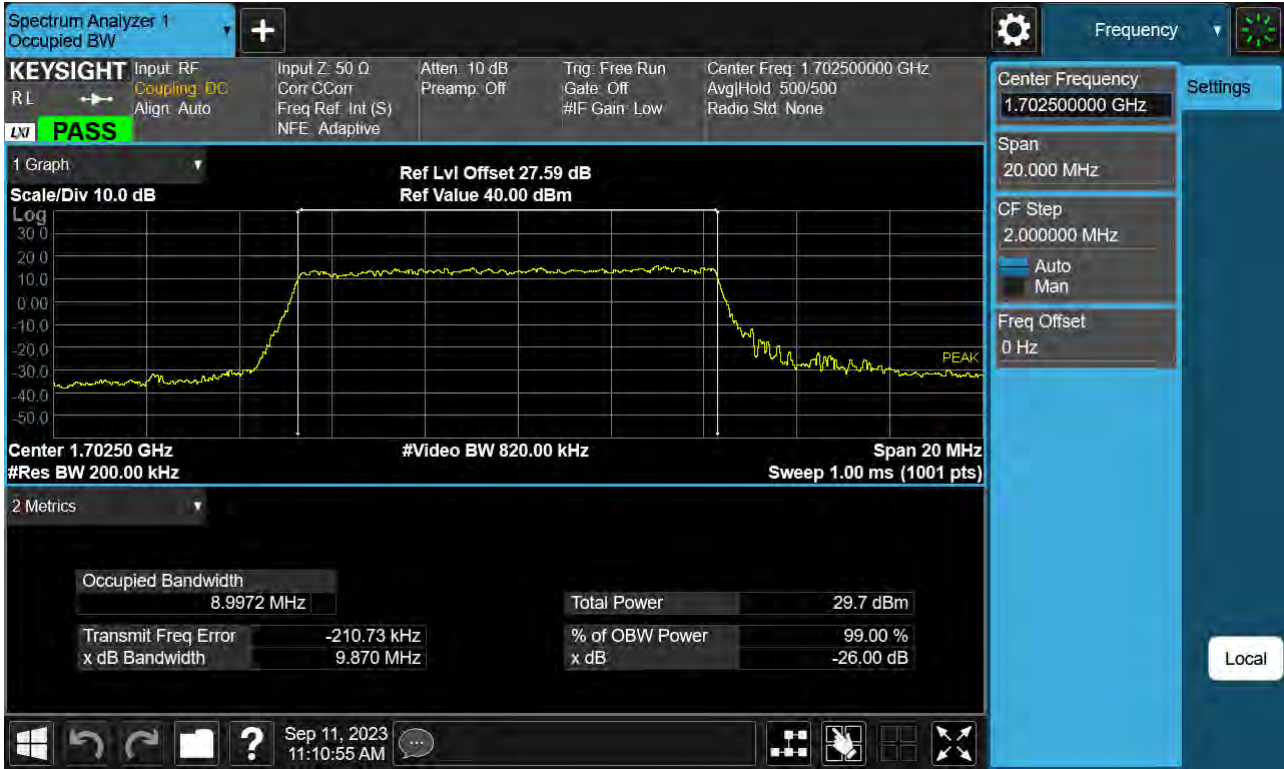 Spectrum Analyzer 1
Occupied BW
Frequency
KEYSIGHT
R L
LXI
PASS
Input: RF
Coupling: DC
Align: Auto
Input Z: 50 Ω
Corr CCorr
Freq Ref: Int (S)
NFE: Adaptive
Atten: 10 dB
Preamp: Off
Trig: Free Run
Gate: Off
#IF Gain: Low
Center Freq: 1.702500000 GHz
Avg|Hold: 500/500
Radio Std: None
1 Graph
Scale/Div 10.0 dB
Ref Lvl Offset 27.59 dB
Ref Value 40.00 dBm
Log
30.0
20.0
10.0
0.00
-10.0
-20.0
-30.0
-40.0
-50.0
PEAK
Center 1.70250 GHz
#Video BW 820.00 kHz
Span 20 MHz
#Res BW 200.00 kHz
Sweep 1.00 ms (1001 pts)
2 Metrics
Occupied Bandwidth
8.9972 MHz
Transmit Freq Error -210.73 kHz
x dB Bandwidth 9.870 MHz
Total Power 29.7 dBm
% of OBW Power 99.00 %
x dB -26.00 dB
Sep 11, 2023
11:10:55 AM
Center Frequency
1.702500000 GHz
Span
20.000 MHz
CF Step
2.000000 MHz
Auto
Man
Freq Offset
0 Hz
Settings
Local